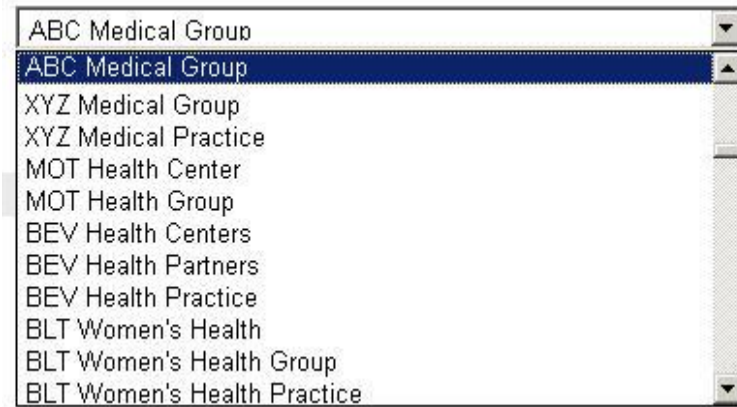 ABC Medical Group
ABC Medical Group
XYZ Medical Group
XYZ Medical Practice
MOT Health Center
MOT Health Group
BEV Health Centers
BEV Health Partners
BEV Health Practice
BLT Women's Health
BLT Women's Health Group
BLT Women's Health Practice